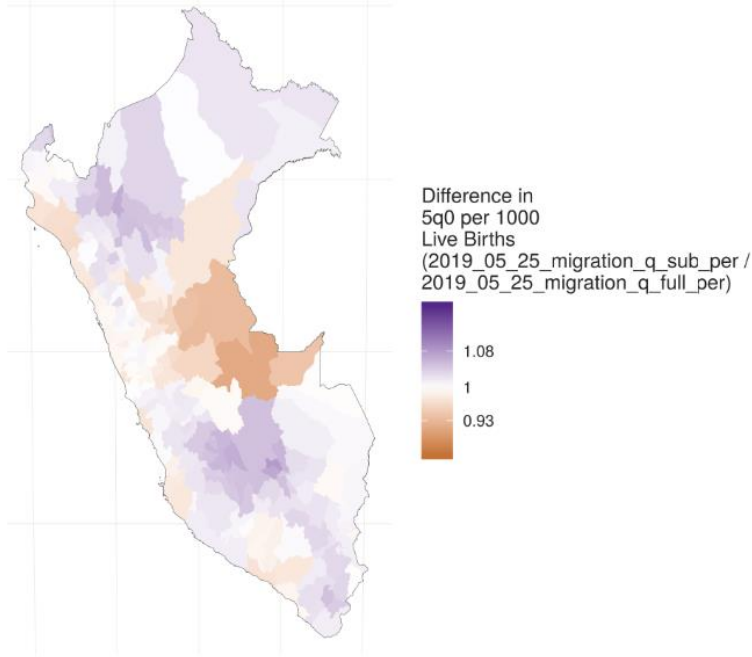 Difference in
5q0 per 1000
Live Births
(2019_05_25_migration_q_sub_per /
2019_05_25_migration_q_full_per)
1.08
1
0.93